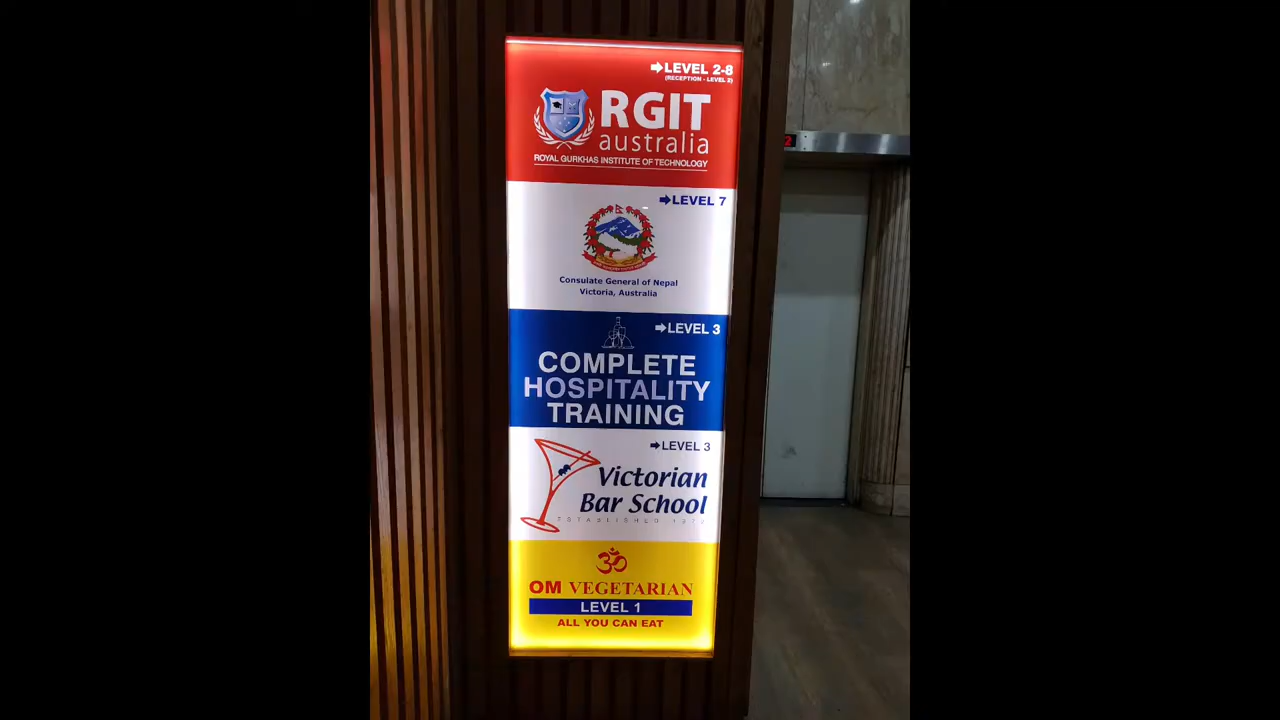 ➡LEVEL 2-8
(RECEPTION - LEVEL 2)
RGIT
australia
ROYAL GURKHAS INSTITUTE OF TECHNOLOGY
➡LEVEL 7
Consulate General of Nepal
Victoria, Australia
➡LEVEL 3
COMPLETE
HOSPITALITY
TRAINING
➡LEVEL 3
Victorian
Bar School
ESTABLISHED
ॐ
OM VEGETARIAN
LEVEL 1
ALL YOU CAN EAT
2